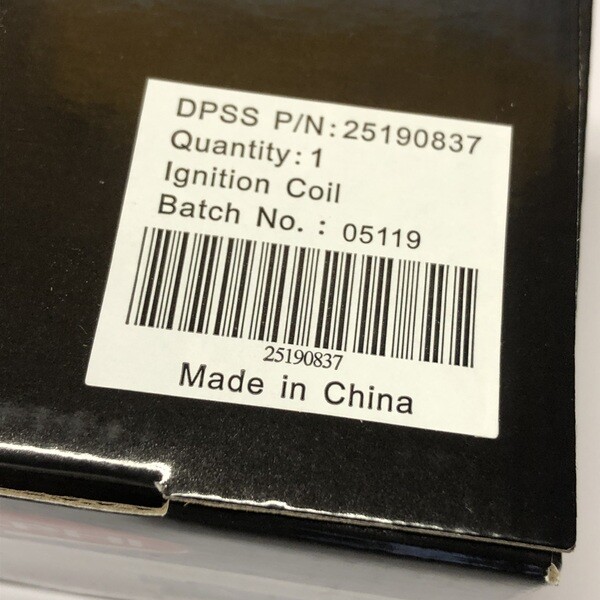 DPSS P/N:25190837
Quantity:1
Ignition Coil
Batch No. : 05119
25190837
Made in China